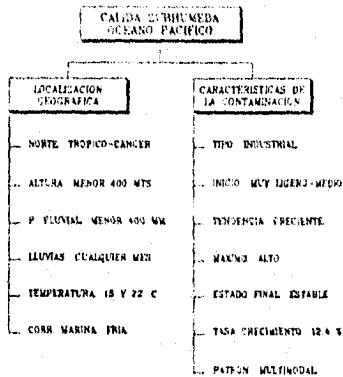 CALIDA SUBHUMEDA
OCEANO PACIFICO
LOCALIZACION
GEOGRAFICA
CARACTERISTICAS DE
LA CONTAMINACION
NORTE TROPICO-CANCER
ALTURA MENOR 400 MTS
P FLUVIAL MENOR 400 MM
LLUVIAS CUALQUIER MES
TEMPERATURA 18 Y 22 C
CORR MARINA FRIA
TIPO INDUSTRIAL
INICIO MUY LIGERO-MEDIO
TENDENCIA CRECIENTE
MAXIMO ALTO
ESTADO FINAL ESTABLE
TASA CRECIMIENTO 12.4 %
PATRON MULTIMODAL